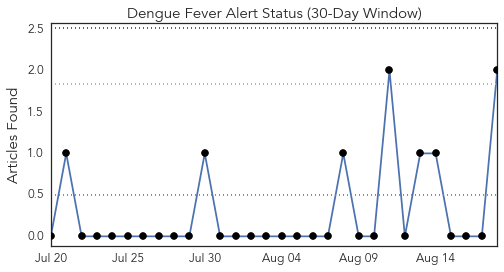 Dengue Fever Alert Status (30-Day Window)
Articles Found
2.5
2.0
1.5
1.0
0.5
0.0
Jul 20 Jul 25 Jul 30 Aug 04 Aug 09 Aug 14